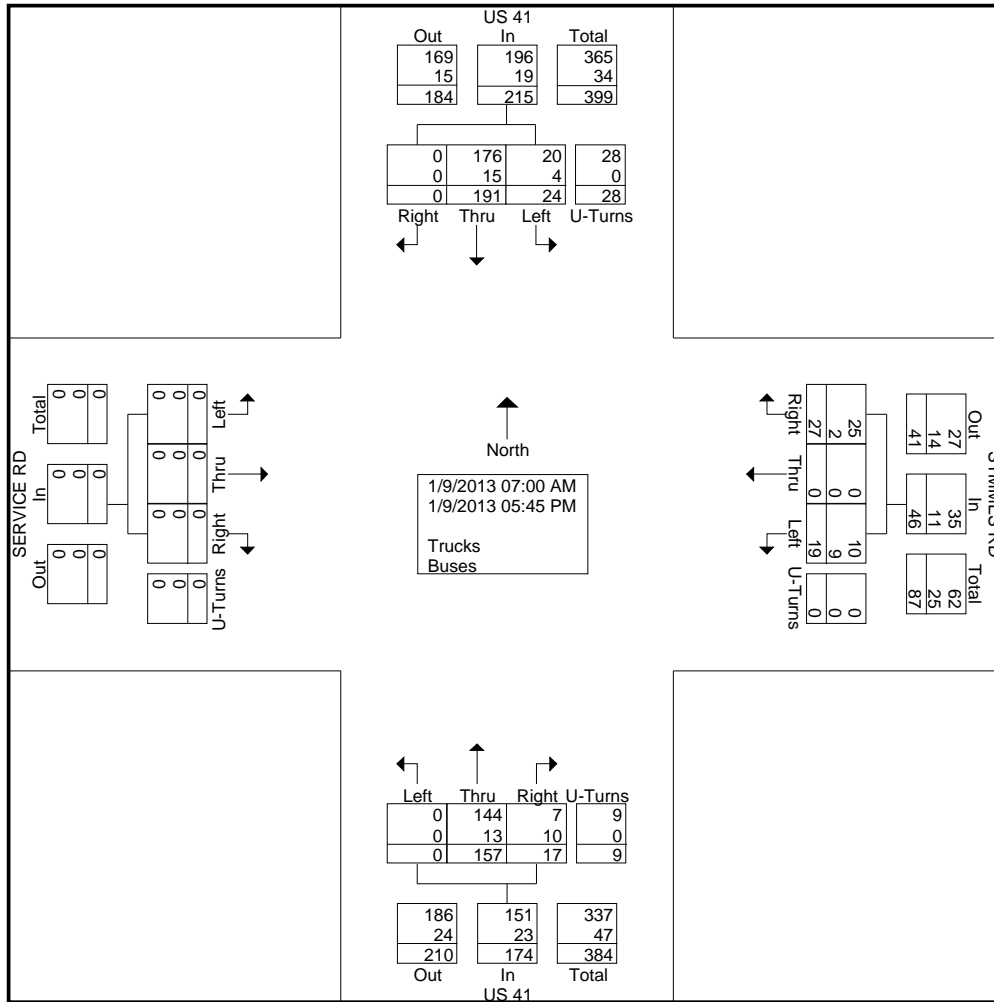 US 41
Out In Total
169 196 365
15 19 34
184 215 399
0 176 20 28
0 15 4 0
0 191 24 28
Right Thru Left U-Turns
SERVICE RD
Total In Out
0 0 0
0 0 0
0 0 0
Left Thru Right U-Turns
0 0 0 0
0 0 0 0
0 0 0 0
North
1/9/2013 07:00 AM
1/9/2013 05:45 PM
Trucks
Buses
Right Thru Left U-Turns
25 0 10 0
2 0 9 0
27 0 19 0
Out In Total
27 35 62
14 11 25
41 46 87
SYMMES RD
Left Thru Right U-Turns
0 144 7 9
0 13 10 0
0 157 17 9
186 151 337
24 23 47
210 174 384
Out In Total
US 41